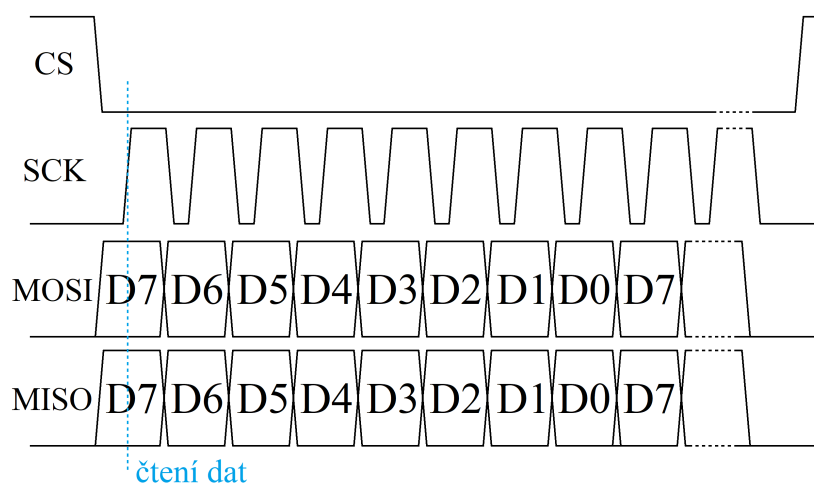 CS
SCK
MOSI D7 D6 D5 D4 D3 D2 D1 D0 D7
MISO D7 D6 D5 D4 D3 D2 D1 D0 D7
čtení dat